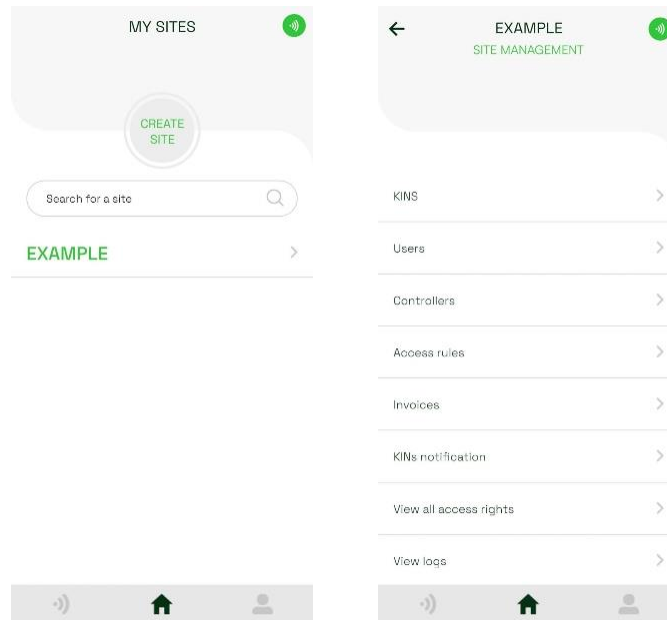 MY SITES
CREATE
SITE
Search for a site
EXAMPLE
EXAMPLE
SITE MANAGEMENT
KINS
Users
Controllers
Access rules
Invoices
KINs notification
View all access rights
View logs